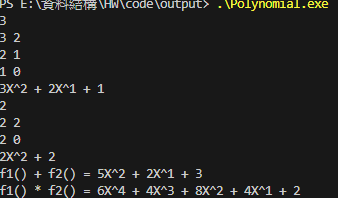 PS E:\資料結構\HW\code\output> .\Polynomial.exe
3
3 2
2 1
1 0
3X^2 + 2X^1 + 1
2
2 2
2 0
2X^2 + 2
f1() + f2() = 5X^2 + 2X^1 + 3
f1() * f2() = 6X^4 + 4X^3 + 8X^2 + 4X^1 + 2